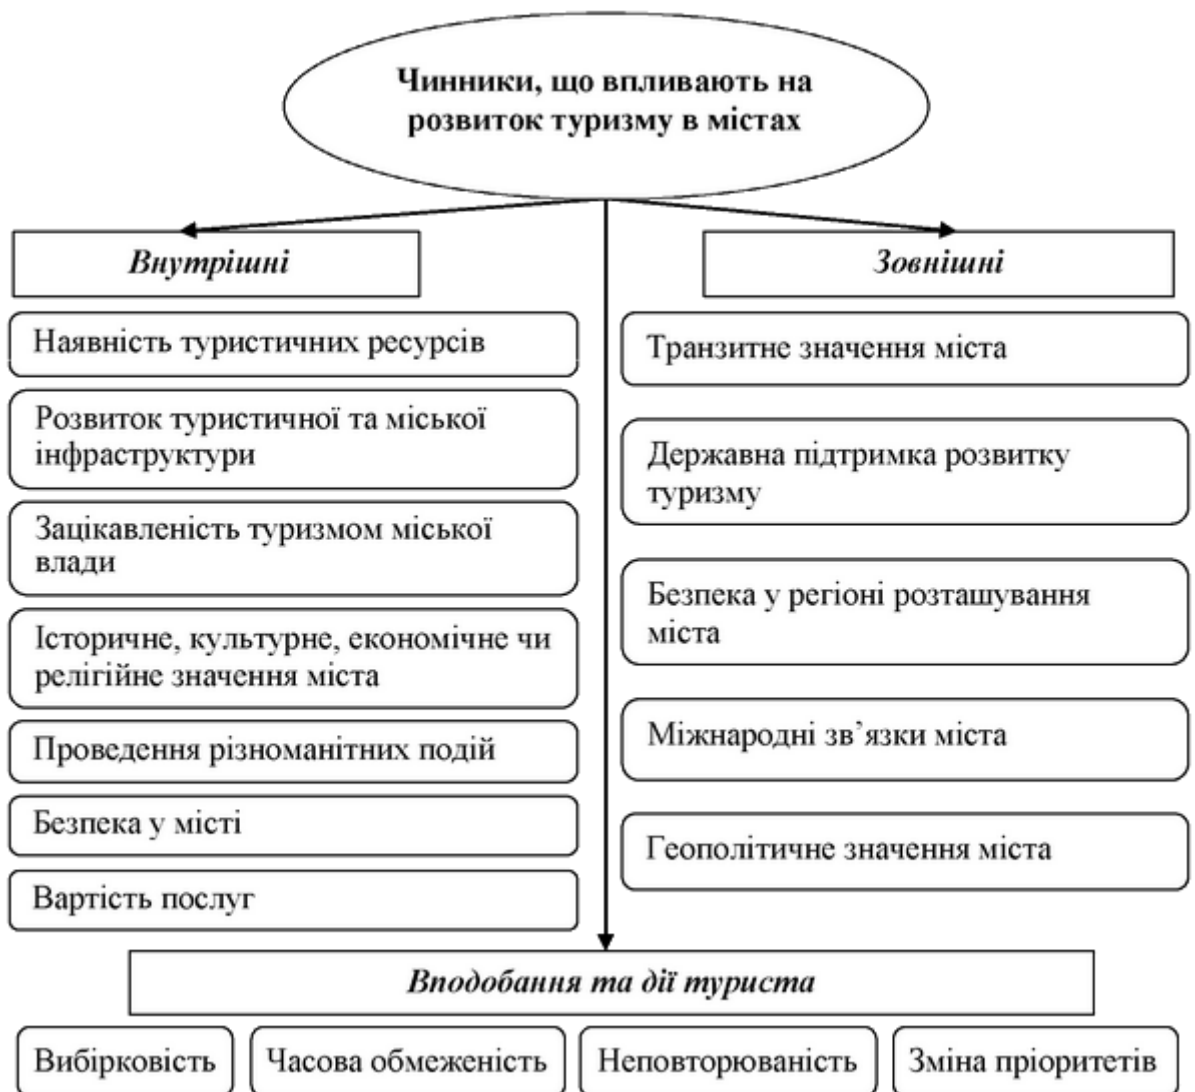 Чинники, що впливають на
розвиток туризму в містах
Внутрішні
Наявність туристичних ресурсів
Розвиток туристичної та міської
інфраструктури
Зацікавленість туризмом міської
влади
Історичне, культурне, економічне чи
релігійне значення міста
Проведення різноманітних подій
Безпека у місті
Вартість послуг
Зовнішні
Транзитне значення міста
Державна підтримка розвитку
туризму
Безпека у регіоні розташування
міста
Міжнародні зв’язки міста
Геополітичне значення міста
Вподобання та дії туриста
Вибірковість
Часова обмеженість
Неповторюваність
Зміна пріоритетів